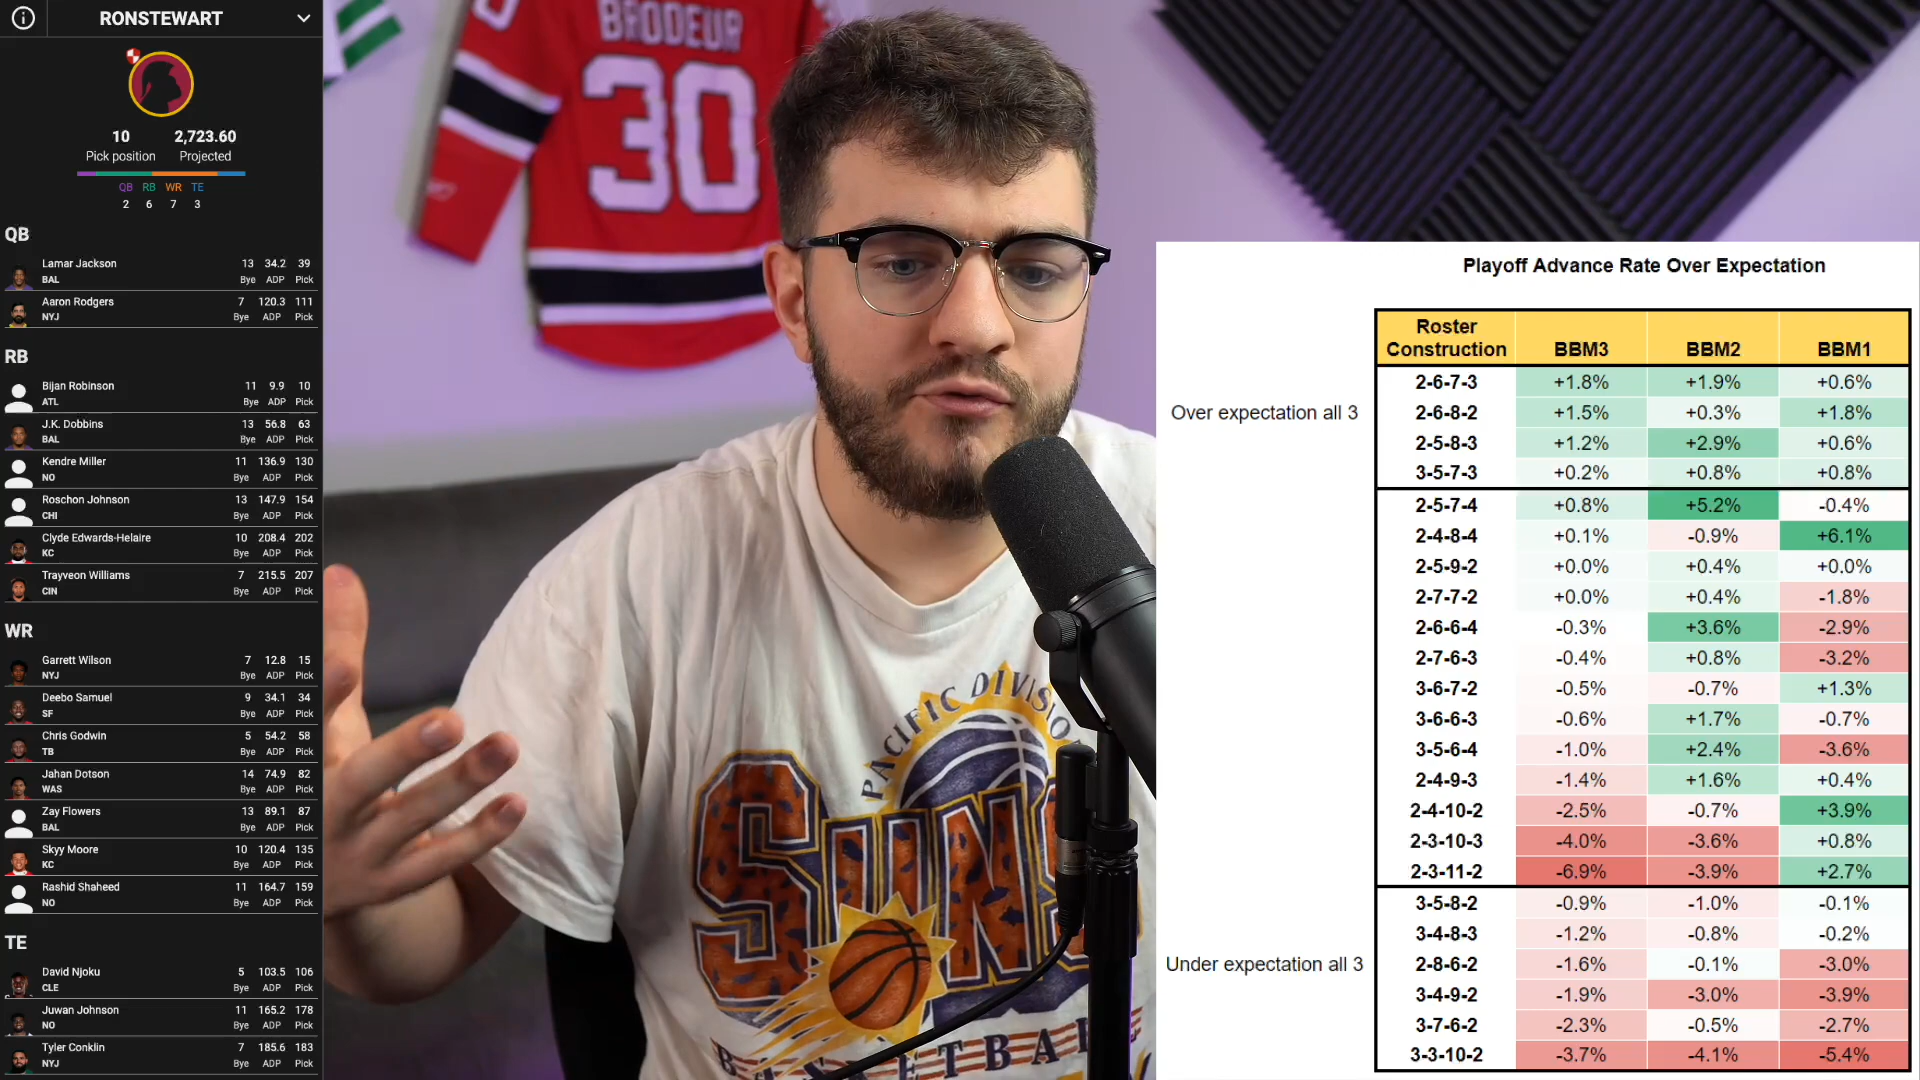 RONSTEWART
10 2,723.60
Pick position Projected
QB RB WR TE
2 6 7 3
QB
Lamar Jackson 13 34.2 39
BAL Bye ADP Pick
Aaron Rodgers 7 120.3 111
NYJ Bye ADP Pick
RB
Bijan Robinson 11 9.9 10
ATL Bye ADP Pick
J.K. Dobbins 13 56.8 63
BAL Bye ADP Pick
Kendre Miller 11 136.9 130
NO Bye ADP Pick
Roschon Johnson 13 147.9 154
CHI Bye ADP Pick
Clyde Edwards-Helaire 10 208.4 202
KC Bye ADP Pick
Trayveon Williams 7 215.5 207
CIN Bye ADP Pick
WR
Garrett Wilson 7 12.8 15
NYJ Bye ADP Pick
Deebo Samuel 9 34.1 34
SF Bye ADP Pick
Chris Godwin 5 54.2 58
TB Bye ADP Pick
Jahan Dotson 14 74.9 82
WAS Bye ADP Pick
Zay Flowers 13 89.1 87
BAL Bye ADP Pick
Skyy Moore 10 120.4 135
KC Bye ADP Pick
Rashid Shaheed 11 164.7 159
NO Bye ADP Pick
TE
David Njoku 5 103.5 106
CLE Bye ADP Pick
Juwan Johnson 11 165.2 178
NO Bye ADP Pick
Tyler Conklin 7 185.6 183
NYJ Bye ADP Pick
BRODEUR
30
30
PACIFIC DIVISION
SUNS
BASKETBAL
Playoff Advance Rate Over Expectation
Roster
Construction BBM3 BBM2 BBM1
2-6-7-3 +1.8% +1.9% +0.6%
Over expectation all 3 2-6-8-2 +1.5% +0.3% +1.8%
2-5-8-3 +1.2% +2.9% +0.6%
3-5-7-3 +0.2% +0.8% +0.8%
2-5-7-4 +0.8% +5.2% -0.4%
2-4-8-4 +0.1% -0.9% +6.1%
2-5-9-2 +0.0% +0.4% +0.0%
2-7-7-2 +0.0% +0.4% -1.8%
2-6-6-4 -0.3% +3.6% -2.9%
2-7-6-3 -0.4% +0.8% -3.2%
3-6-7-2 -0.5% -0.7% +1.3%
3-6-6-3 -0.6% +1.7% -0.7%
3-5-6-4 -1.0% +2.4% -3.6%
2-4-9-3 -1.4% +1.6% +0.4%
2-4-10-2 -2.5% -0.7% +3.9%
2-3-10-3 -4.0% -3.6% +0.8%
2-3-11-2 -6.9% -3.9% +2.7%
3-5-8-2 -0.9% -1.0% -0.1%
3-4-8-3 -1.2% -0.8% -0.2%
Under expectation all 3 2-8-6-2 -1.6% -0.1% -3.0%
3-4-9-2 -1.9% -3.0% -3.9%
3-7-6-2 -2.3% -0.5% -2.7%
3-3-10-2 -3.7% -4.1% -5.4%